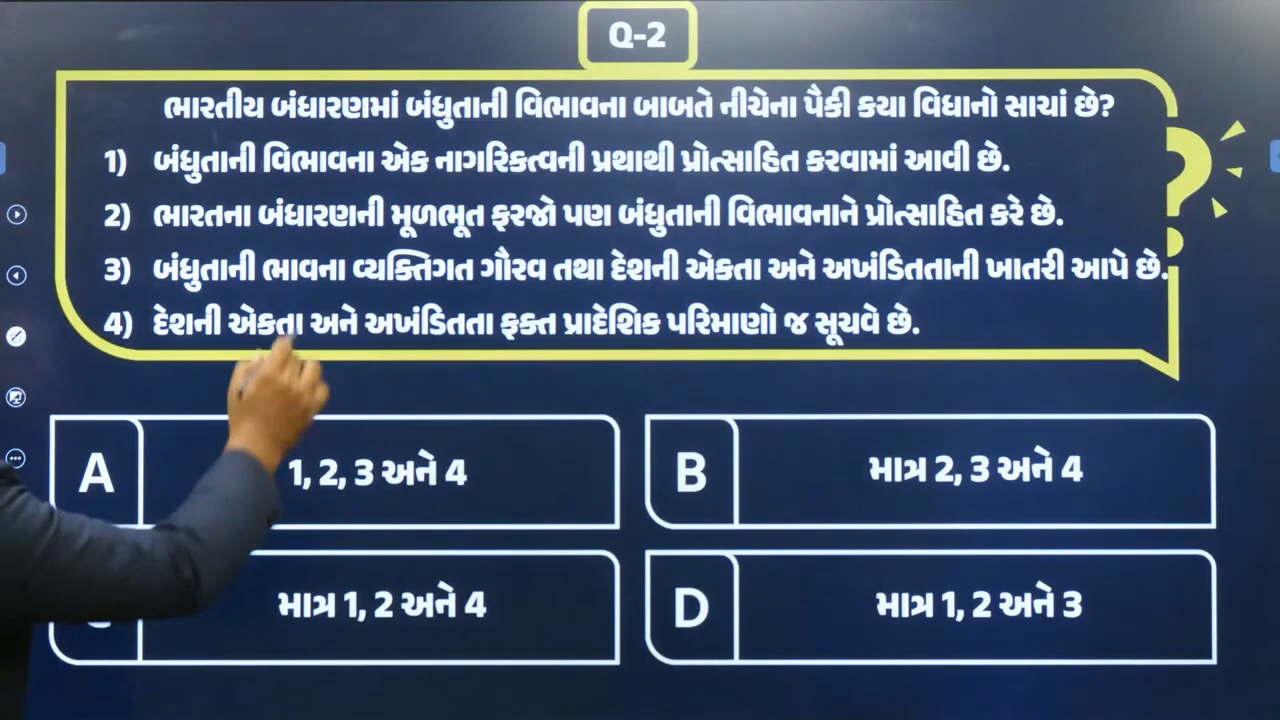 Q-2
ભારતીય બંધારણમાં બંધુતાની વિભાવના બાબતે નીચેના પૈકી કયા વિધાનો સાચાં છે?
1) બંધુતાની વિભાવના એક નાગરિકત્વની પ્રથાથી પ્રોત્સાહિત કરવામાં આવી છે.
2) ભારતના બંધારણની મૂળભૂત ફરજો પણ બંધુતાની વિભાવનાને પ્રોત્સાહિત કરે છે.
3) બંધુતાની ભાવના વ્યક્તિગત ગૌરવ તથા દેશની એકતા અને અખંડિતતાની ખાતરી આપે છે.
4) દેશની એકતા અને અખંડિતતા ફક્ત પ્રાદેશિક પરિમાણો જ સૂચવે છે.
?
A 1, 2, 3 અને 4
B માત્ર 2, 3 અને 4
માત્ર 1, 2 અને 4
D માત્ર 1, 2 અને 3